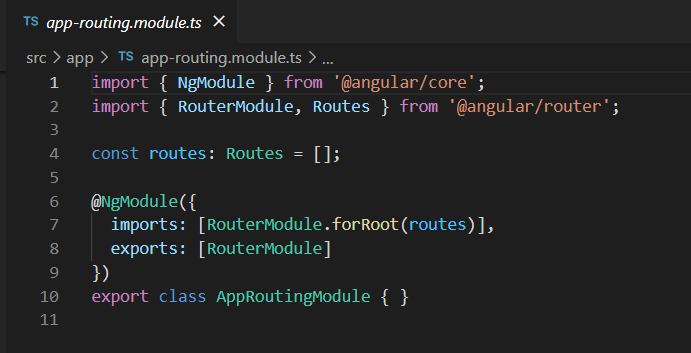 TS app-routing.module.ts ×
src > app > TS app-routing.module.ts > ...
1 import { NgModule } from '@angular/core';
2 import { RouterModule, Routes } from '@angular/router';
3
4 const routes: Routes = [];
5
6 @NgModule({
7   imports: [RouterModule.forRoot(routes)],
8   exports: [RouterModule]
9 })
10 export class AppRoutingModule { }
11